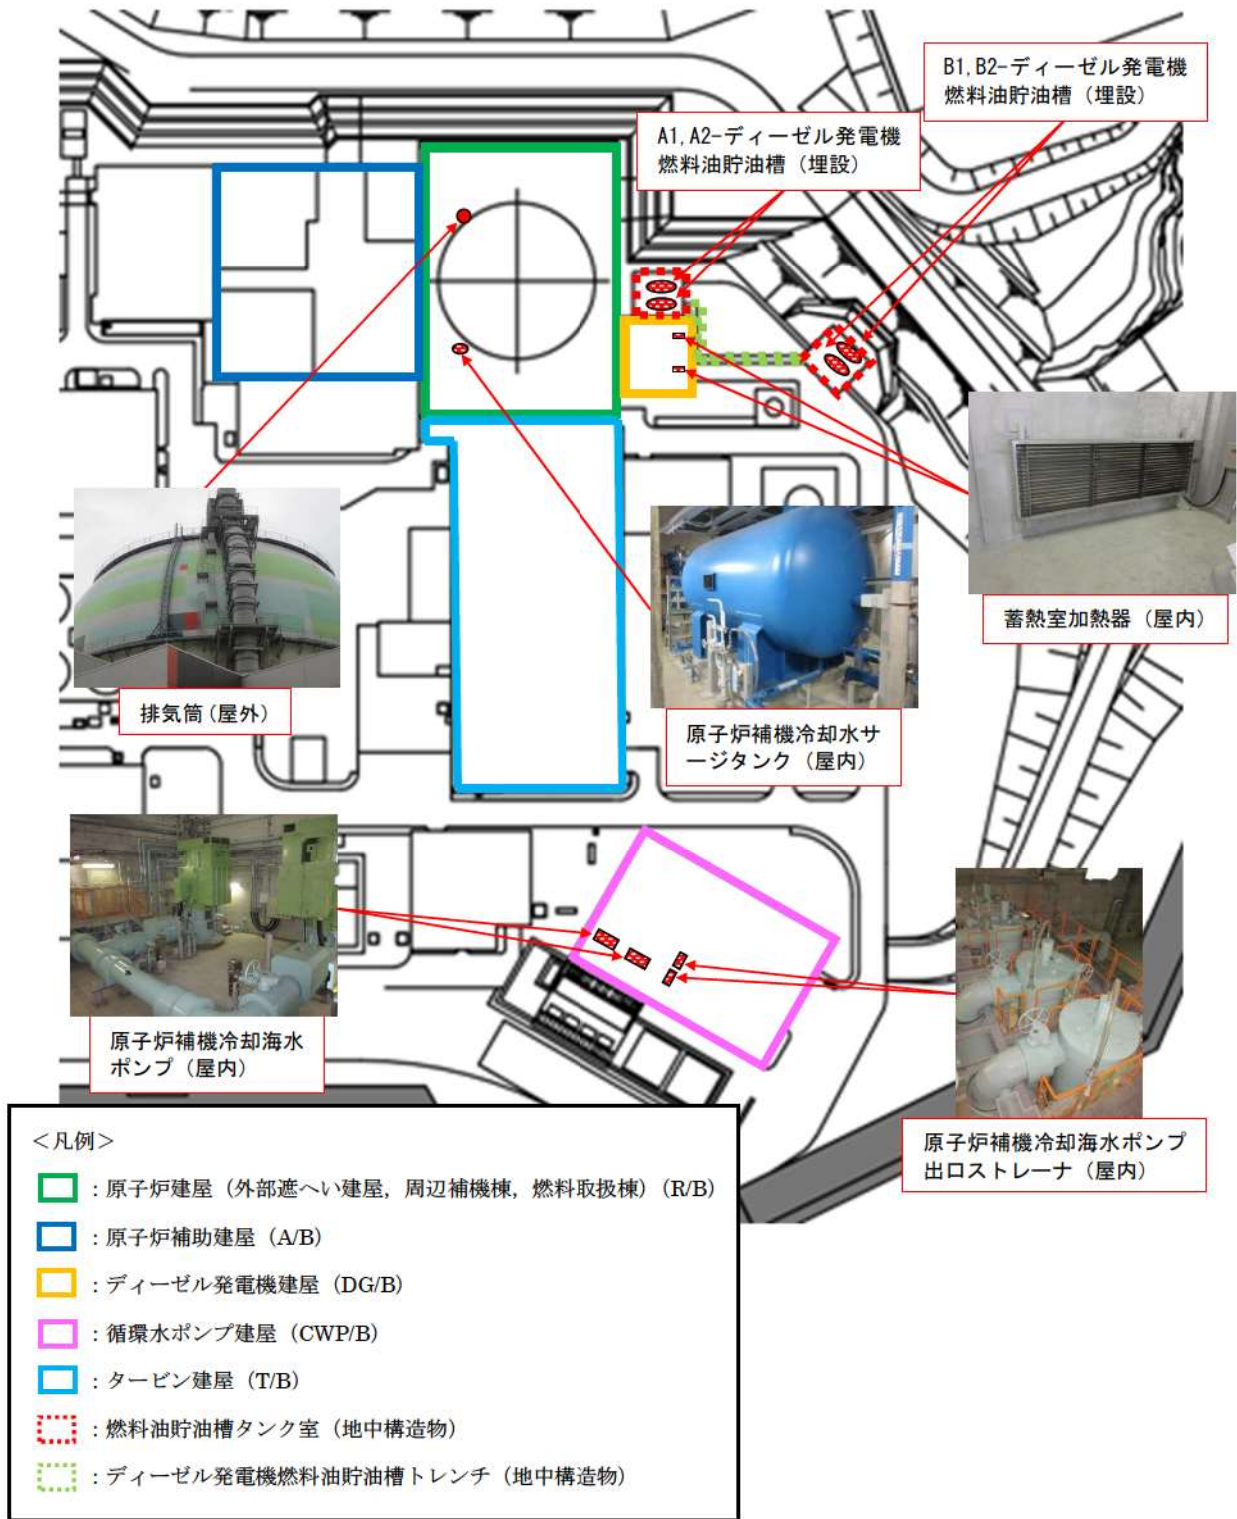 B1,B2-ディーゼル発電機
燃料油貯油槽（埋設）
A1,A2-ディーゼル発電機
燃料油貯油槽（埋設）
蓄熱室加熱器（屋内）
排気筒（屋外）
原子炉補機冷却水サ
ージタンク（屋内）
原子炉補機冷却海水
ポンプ（屋内）
原子炉補機冷却海水ポンプ
出口ストレーナ（屋内）
＜凡例＞
：原子炉建屋（外部遮へい建屋，周辺補機棟，燃料取扱棟）（R/B）
：原子炉補助建屋（A/B）
：ディーゼル発電機建屋（DG/B）
：循環水ポンプ建屋（CWP/B）
：タービン建屋（T/B）
：燃料油貯油槽タンク室（地中構造物）
：ディーゼル発電機燃料油貯油槽トレンチ（地中構造物）